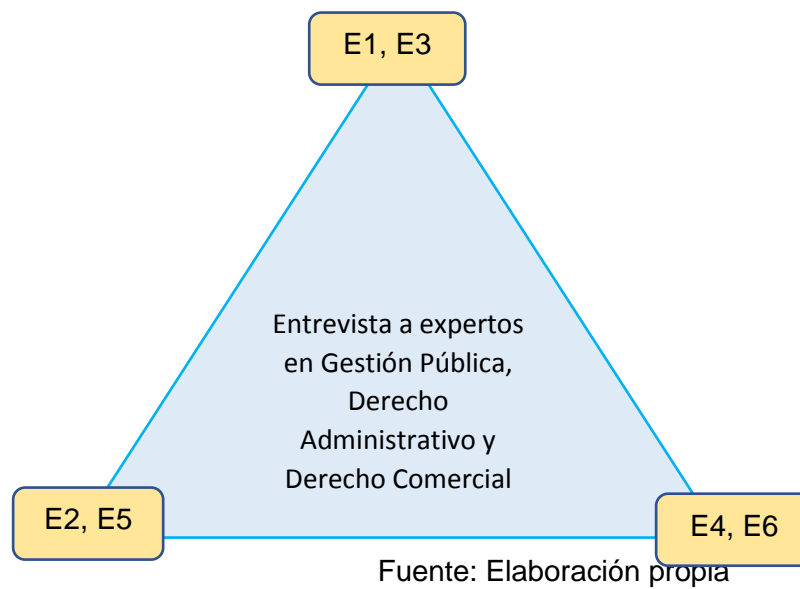 E1, E3
Entrevista a expertos
en Gestión Pública,
Derecho
Administrativo y
Derecho Comercial
E2, E5
E4, E6
Fuente: Elaboración propia